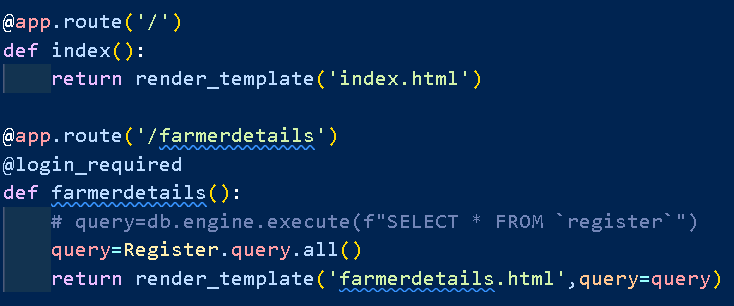 @app.route('/')
def index():
    return render_template('index.html')

@app.route('/farmerdetails')
@login_required
def farmerdetails():
    # query=db.engine.execute(f"SELECT * FROM `register`")
    query=Register.query.all()
    return render_template('farmerdetails.html',query=query)